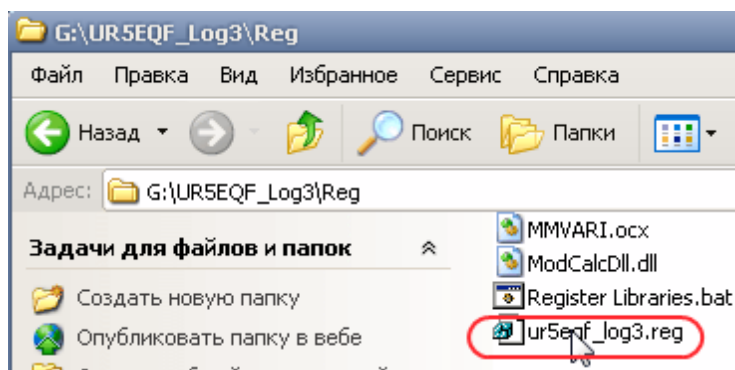 G:\UR5EQF_Log3\Reg
Файл Правка Вид Избранное Сервис Справка
Назад Поиск Папки
Адрес: G:\UR5EQF_Log3\Reg
Задачи для файлов и папок
Создать новую папку
Опубликовать папку в вебе
MMVARI.ocx
ModCalcDll.dll
Register Libraries.bat
ur5eqf_log3.reg